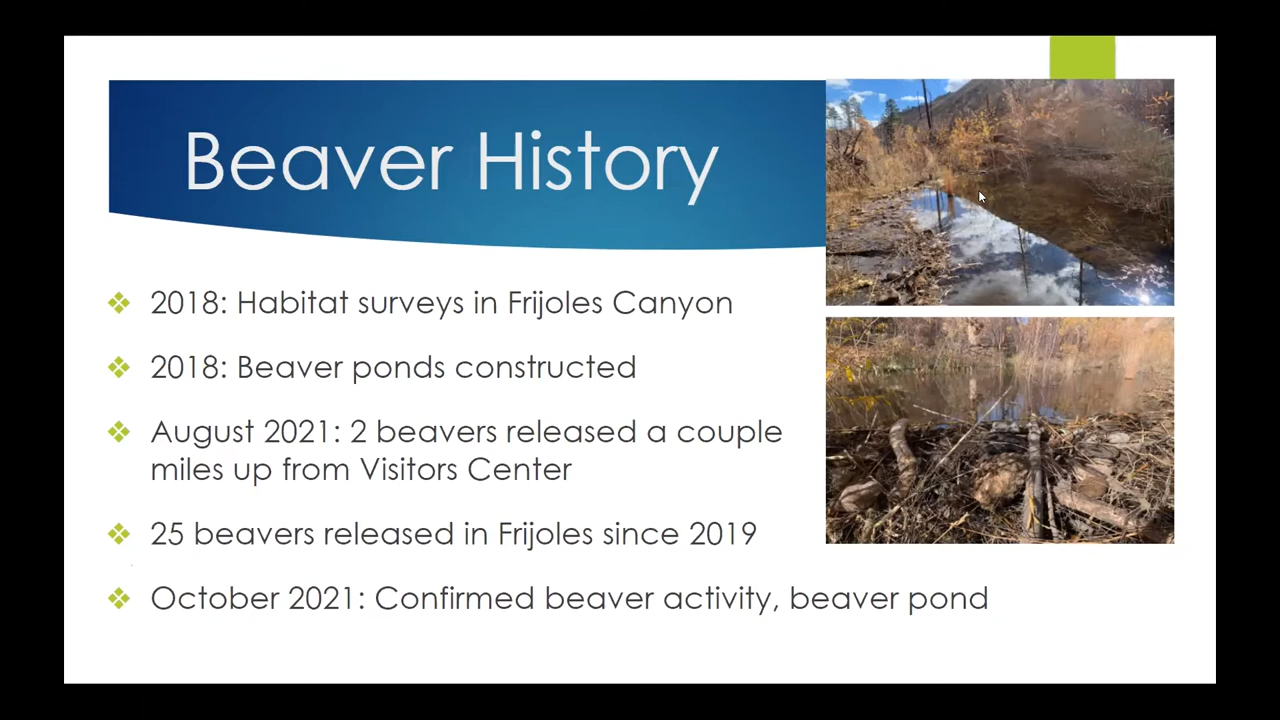 Beaver History
2018: Habitat surveys in Frijoles Canyon
2018: Beaver ponds constructed
August 2021: 2 beavers released a couple
miles up from Visitors Center
25 beavers released in Frijoles since 2019
October 2021: Confirmed beaver activity, beaver pond